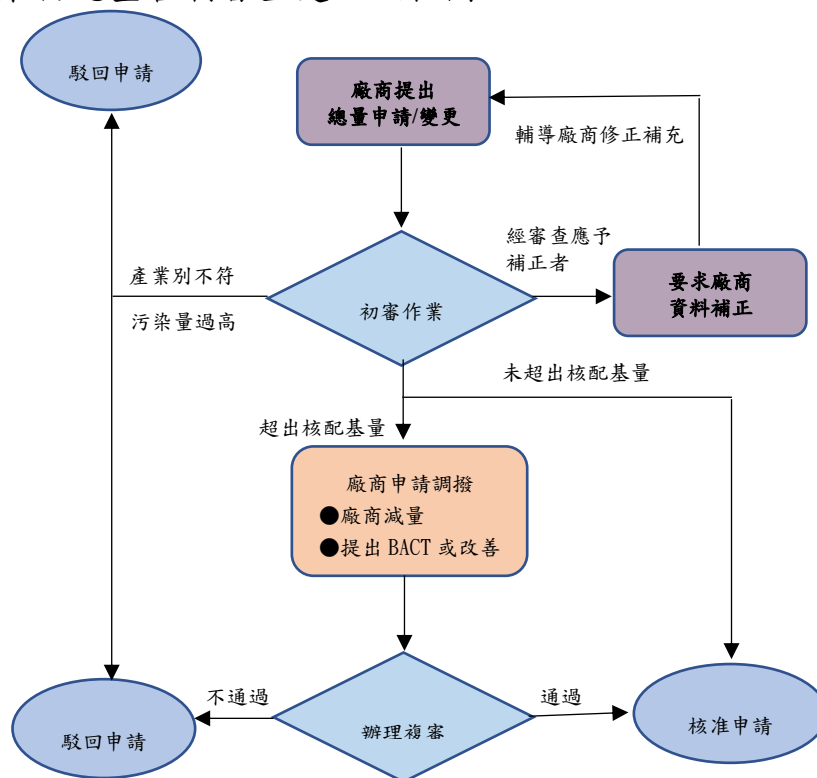 駁回申請
廠商提出
總量申請/變更
輔導廠商修正補充
經審查應予
補正者
要求廠商
資料補正
產業別不符
污染量過高
初審作業
未超出核配基量
超出核配基量
廠商申請調撥
●廠商減量
●提出 BACT 或改善
不通過
通過
駁回申請
辦理複審
核准申請